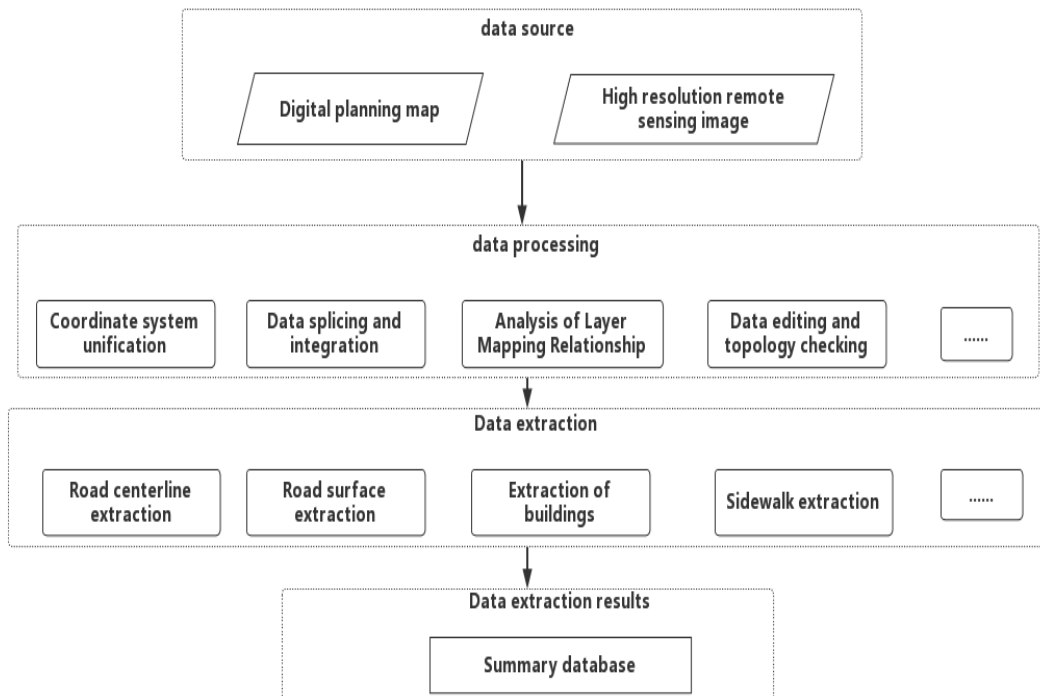 data source
Digital planning map
High resolution remote
sensing image
data processing
Coordinate system
unification
Data splicing and
integration
Analysis of Layer
Mapping Relationship
Data editing and
topology checking
......
Data extraction
Road centerline
extraction
Road surface
extraction
Extraction of
buildings
Sidewalk extraction
......
Data extraction results
Summary database